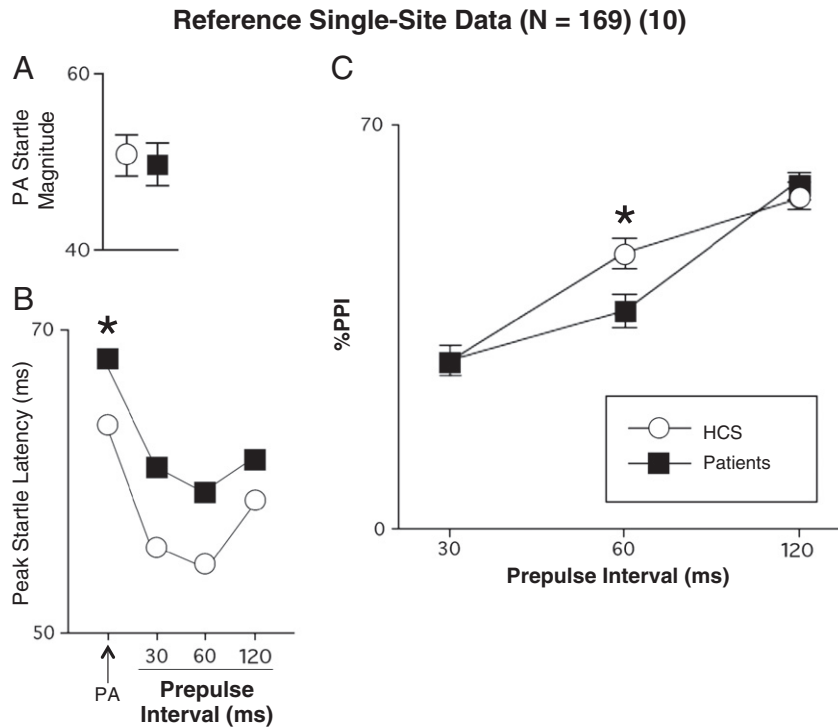 Reference Single-Site Data (N = 169) (10)
A
60
PA Startle
Magnitude
40
B
*
70
Peak Startle Latency (ms)
50
PA
30 60 120
Prepulse
Interval (ms)
C
70
*
%PPI
HCS
Patients
0
30 60 120
Prepulse Interval (ms)